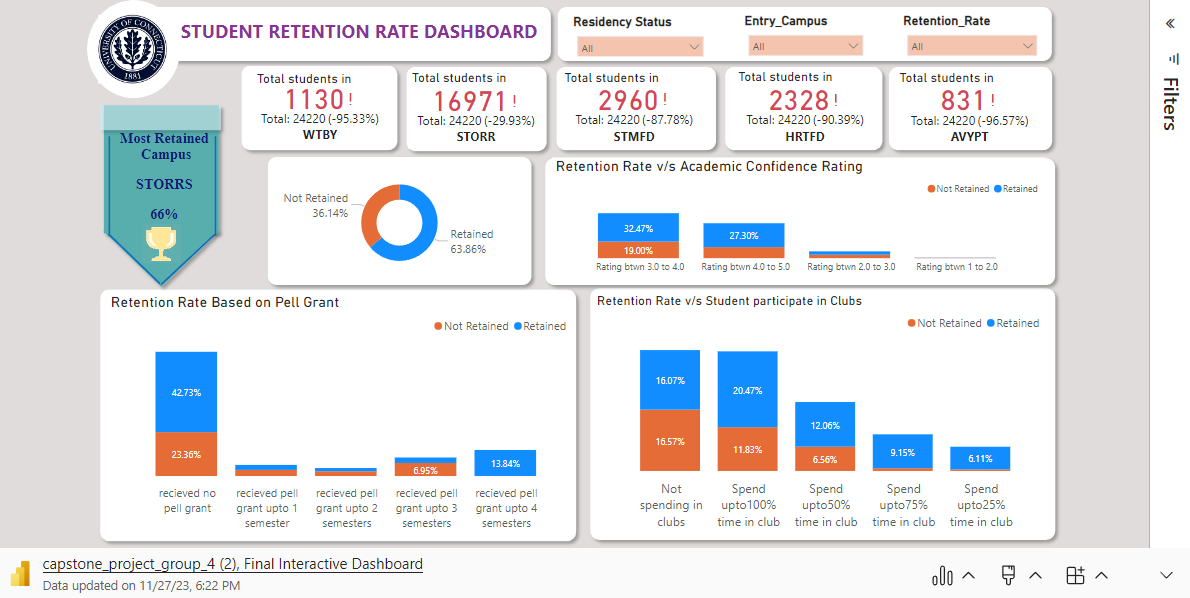 UNIVERSITY OF CONNECTICUT
1881
STUDENT RETENTION RATE DASHBOARD
Residency Status
All
Entry_Campus
All
Retention_Rate
All
Filters
Total students in
1130!
Total: 24220 (-95.33%)
WTBY
Total students in
16971!
Total: 24220 (-29.93%)
STORR
Total students in
2960!
Total: 24220 (-87.78%)
STMFD
Total students in
2328!
Total: 24220 (-90.39%)
HRTFD
Total students in
831!
Total: 24220 (-96.57%)
AVYPT
Most Retained
Campus
STORRS
66%
Not Retained
36.14%
Retained
63.86%
Retention Rate v/s Academic Confidence Rating
Not Retained Retained
32.47%
19.00%
27.30%
Rating btwn 3.0 to 4.0
Rating btwn 4.0 to 5.0
Rating btwn 2.0 to 3.0
Rating btwn 1 to 2.0
Retention Rate Based on Pell Grant
Not Retained Retained
42.73%
23.36%
6.95%
13.84%
recieved no
pell grant
recieved pell
grant upto 1
semester
recieved pell
grant upto 2
semesters
recieved pell
grant upto 3
semesters
recieved pell
grant upto 4
semesters
Retention Rate v/s Student participate in Clubs
Not Retained Retained
16.07%
16.57%
20.47%
11.83%
12.06%
6.56%
9.15%
6.11%
Not
spending in
clubs
Spend
upto100%
time in club
Spend
upto50%
time in club
Spend
upto75%
time in club
Spend
upto25%
time in club
capstone_project_group_4 (2), Final Interactive Dashboard
Data updated on 11/27/23, 6:22 PM